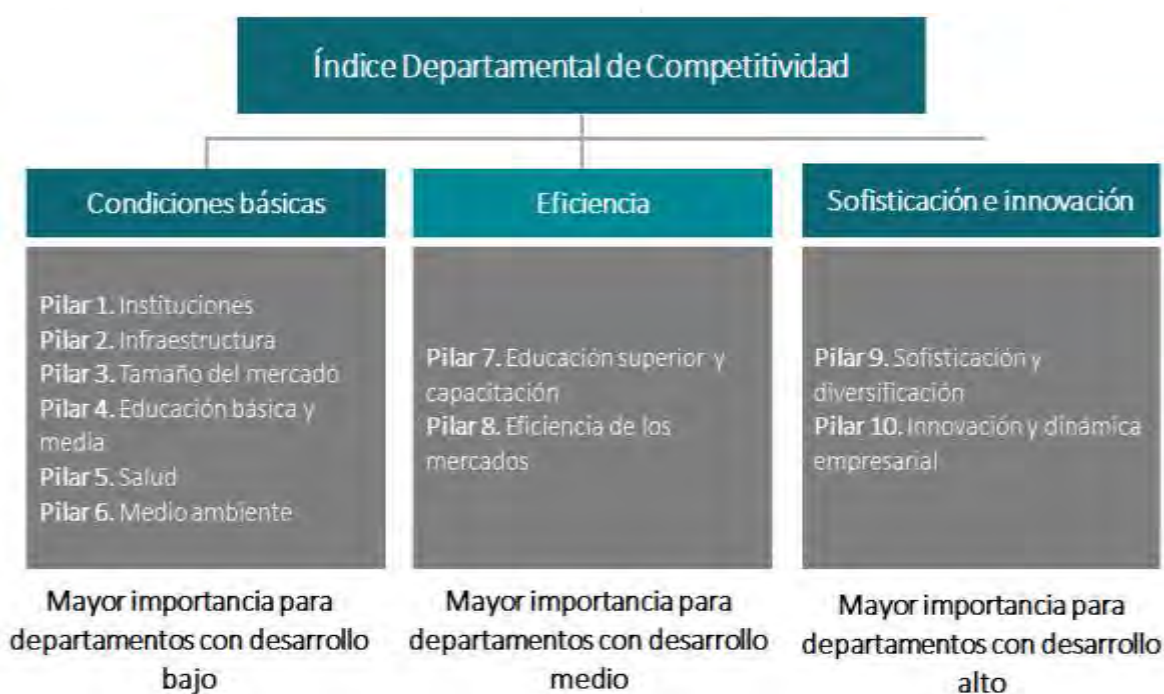 Índice Departamental de Competitividad
Condiciones básicas
Pilar 1. Instituciones
Pilar 2. Infraestructura
Pilar 3. Tamaño del mercado
Pilar 4. Educación básica y
media
Pilar 5. Salud
Pilar 6. Medio ambiente
Mayor importancia para
departamentos con desarrollo
bajo
Eficiencia
Pilar 7. Educación superior y
capacitación
Pilar 8. Eficiencia de los
mercados
Mayor importancia para
departamentos con desarrollo
medio
Sofisticación e innovación
Pilar 9. Sofisticación y
diversificación
Pilar 10. Innovación y dinámica
empresarial
Mayor importancia para
departamentos con desarrollo
alto